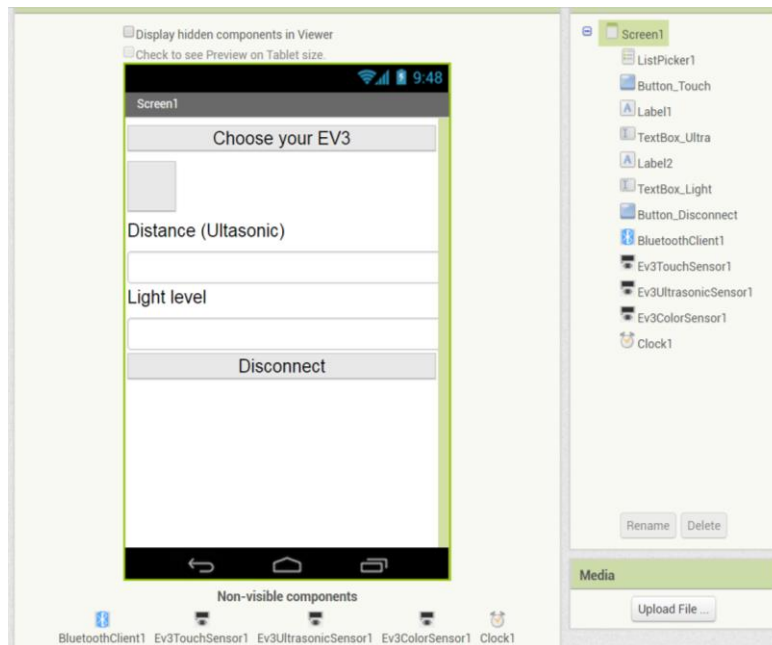 Display hidden components in Viewer
Check to see Preview on Tablet size.
9:48
Screen1
Choose your EV3
Distance (Ultasonic)
Light level
Disconnect
Non-visible components
BluetoothClient1 Ev3TouchSensor1 Ev3UltrasonicSensor1 Ev3ColorSensor1 Clock1
Screen1
ListPicker1
Button_Touch
Label1
TextBox_Ultra
Label2
TextBox_Light
Button_Disconnect
BluetoothClient1
Ev3TouchSensor1
Ev3UltrasonicSensor1
Ev3ColorSensor1
Clock1
Rename Delete
Media
Upload File ...